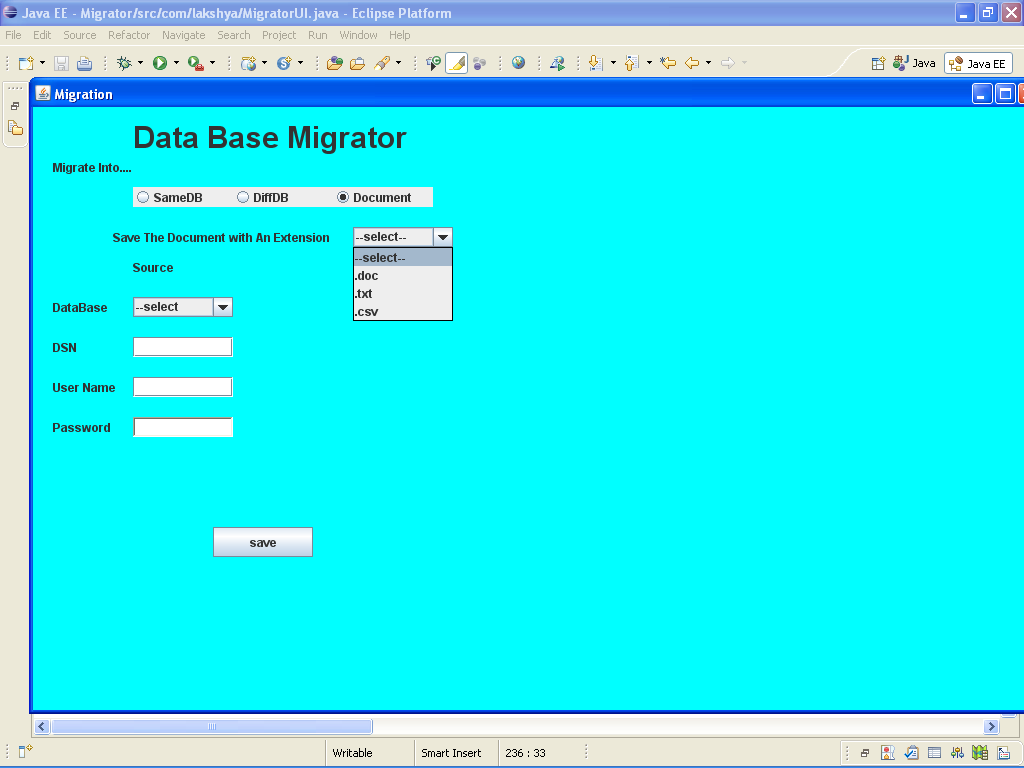 Java EE - Migrator/src/com/lakshya/MigratorUI.java - Eclipse Platform
File Edit Source Refactor Navigate Search Project Run Window Help
Java Java EE
Migration
Data Base Migrator
Migrate Into....
SameDB DiffDB Document
Save The Document with An Extension --select--
--select--
Source
.doc
.txt
DataBase --select
.csv
DSN
User Name
Password
save
Writable Smart Insert 236 : 33